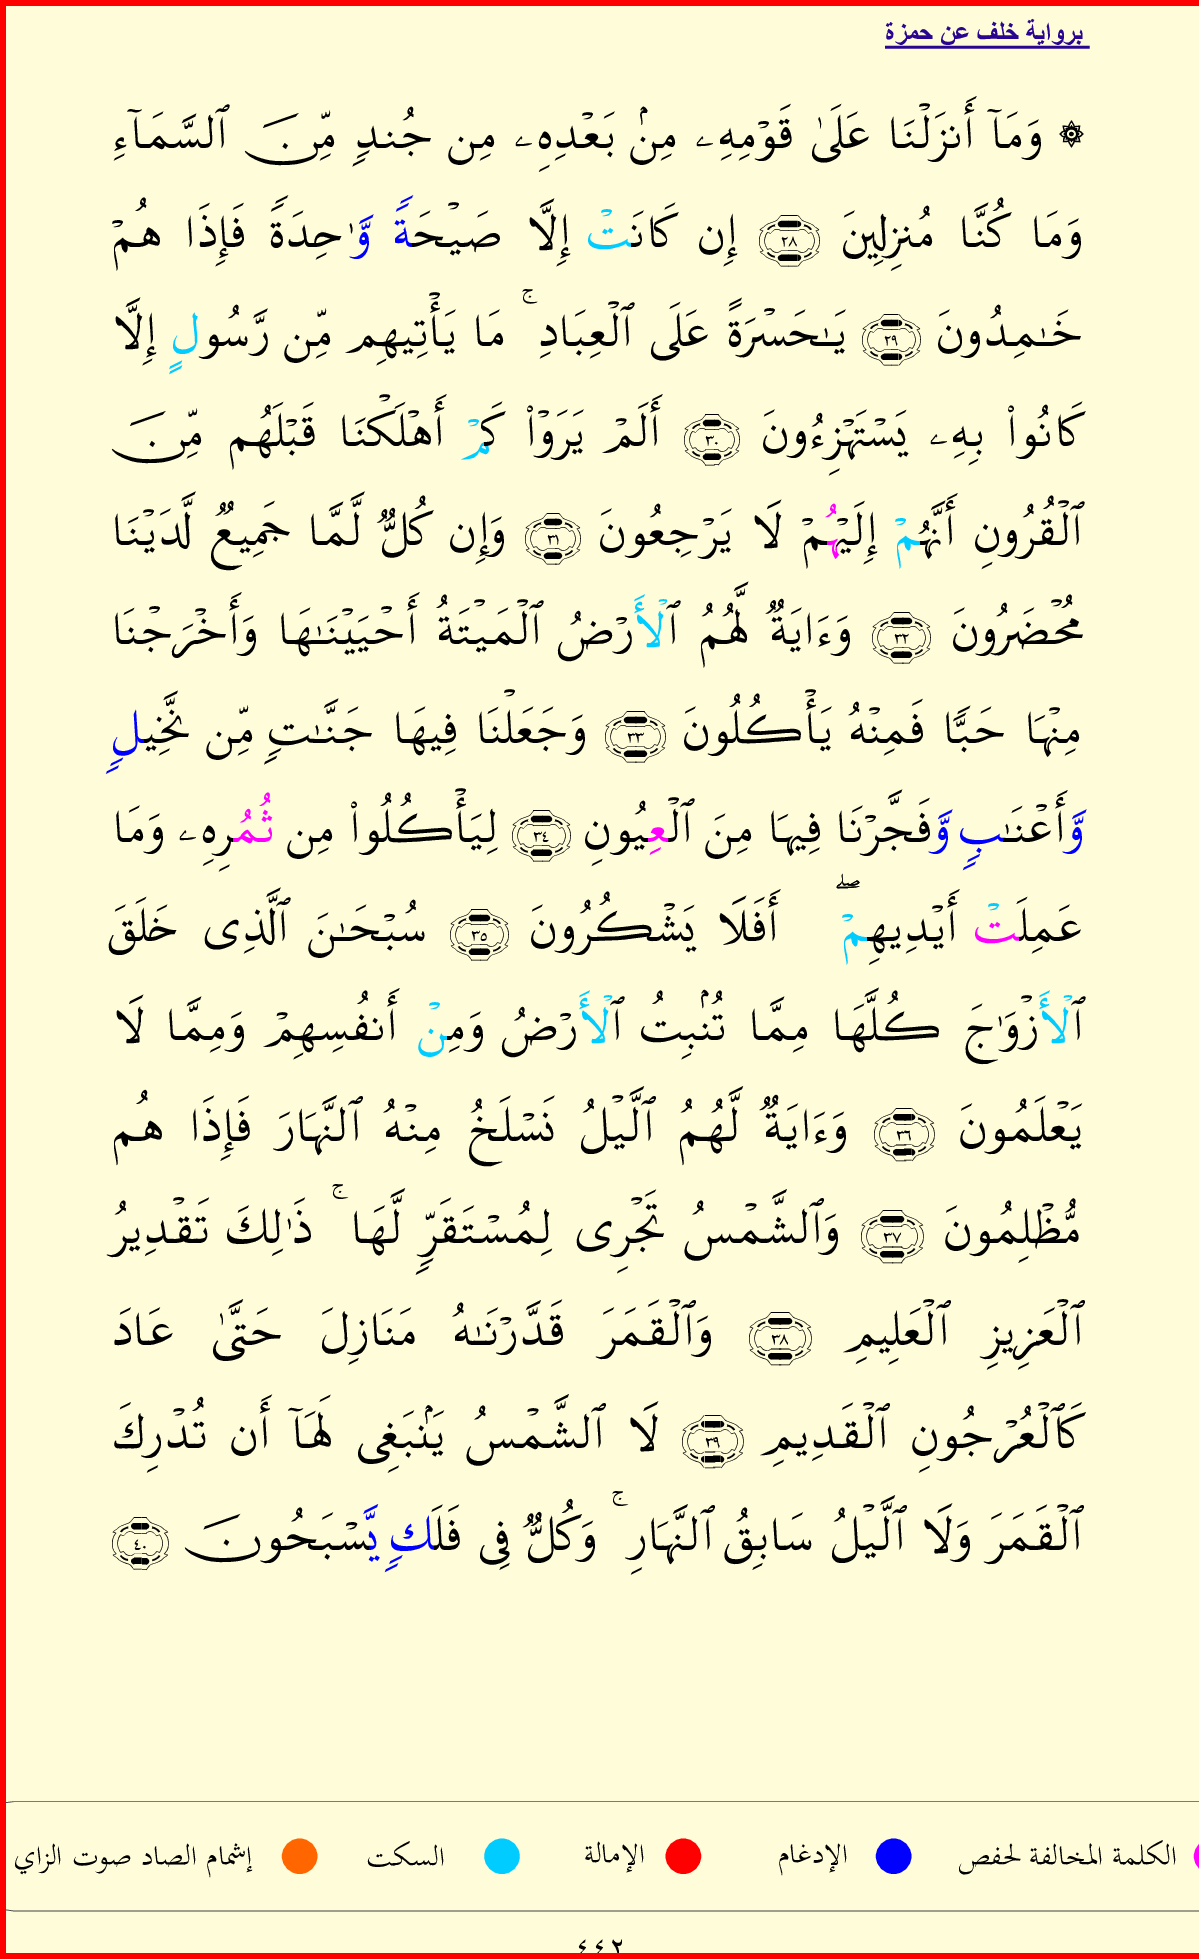 برواية خلف عن حمزة
۞ وَمَآ أَنزَلْنَا عَلَىٰ قَوْمِهِۦ مِنۢ بَعْدِهِۦ مِن جُندٍ مِّنَ ٱلسَّمَآءِ
وَمَا كُنَّا مُنزِلِينَ ٢٨ إِن كَانَتْ إِلَّا صَيْحَةً وَّٰحِدَةً فَإِذَا هُمْ
خَـٰمِدُونَ ٢٩ يَـٰحَسْرَةً عَلَى ٱلْعِبَادِ ۚ مَا يَأْتِيهِم مِّن رَّسُولٍ إِلَّا
كَانُوا۟ بِهِۦ يَسْتَهْزِءُونَ ٣٠ أَلَمْ يَرَوْا۟ كَمْ أَهْلَكْنَا قَبْلَهُم مِّنَ
ٱلْقُرُونِ أَنَّهُمْ إِلَيْهُمْ لَا يَرْجِعُونَ ٣١ وَإِن كُلٌّ لَّمَّا جَمِيعٌ لَّدَيْنَا
مُحْضَرُونَ ٣٢ وَءَايَةٌ لَّهُمُ ٱلْأَرْضُ ٱلْمَيْتَةُ أَحْيَيْنَـٰهَا وَأَخْرَجْنَا
مِنْهَا حَبًّا فَمِنْهُ يَأْكُلُونَ ٣٣ وَجَعَلْنَا فِيهَا جَنَّـٰتٍ مِّن نَّخِيلٍ
وَّأَعْنَـٰبٍ وَّفَجَّرْنَا فِيهَا مِنَ ٱلْعِيُونِ ٣٤ لِيَأْكُلُوا۟ مِن ثُمُرِهِۦ وَمَا
عَمِلَتْ أَيْدِيهِمْ ۖ أَفَلَا يَشْكُرُونَ ٣٥ سُبْحَـٰنَ ٱلَّذِى خَلَقَ
ٱلْأَزْوَٰجَ كُلَّهَا مِمَّا تُنۢبِتُ ٱلْأَرْضُ وَمِنْ أَنفُسِهِمْ وَمِمَّا لَا
يَعْلَمُونَ ٣٦ وَءَايَةٌ لَّهُمُ ٱلَّيْلُ نَسْلَخُ مِنْهُ ٱلنَّهَارَ فَإِذَا هُم
مُّظْلِمُونَ ٣٧ وَٱلشَّمْسُ تَجْرِى لِمُسْتَقَرٍّ لَّهَا ۚ ذَٰلِكَ تَقْدِيرُ
ٱلْعَزِيزِ ٱلْعَلِيمِ ٣٨ وَٱلْقَمَرَ قَدَّرْنَـٰهُ مَنَازِلَ حَتَّىٰ عَادَ
كَٱلْعُرْجُونِ ٱلْقَدِيمِ ٣٩ لَا ٱلشَّمْسُ يَنۢبَغِى لَهَآ أَن تُدْرِكَ
ٱلْقَمَرَ وَلَا ٱلَّيْلُ سَابِقُ ٱلنَّهَارِ ۚ وَكُلٌّ فِى فَلَكٍ يَّسْبَحُونَ ٤٠
الكلمة المخالفة لحفص الإدغام الإمالة السكت إشمام الصاد صوت الزاي
٤٤٢